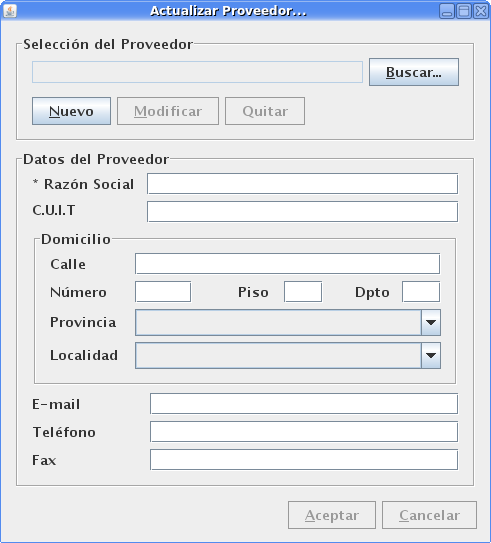 Actualizar Proveedor...
Selección del Proveedor
Buscar...
Nuevo Modificar Quitar
Datos del Proveedor
* Razón Social
C.U.I.T
Domicilio
Calle
Número Piso Dpto
Provincia
Localidad
E-mail
Teléfono
Fax
Aceptar Cancelar